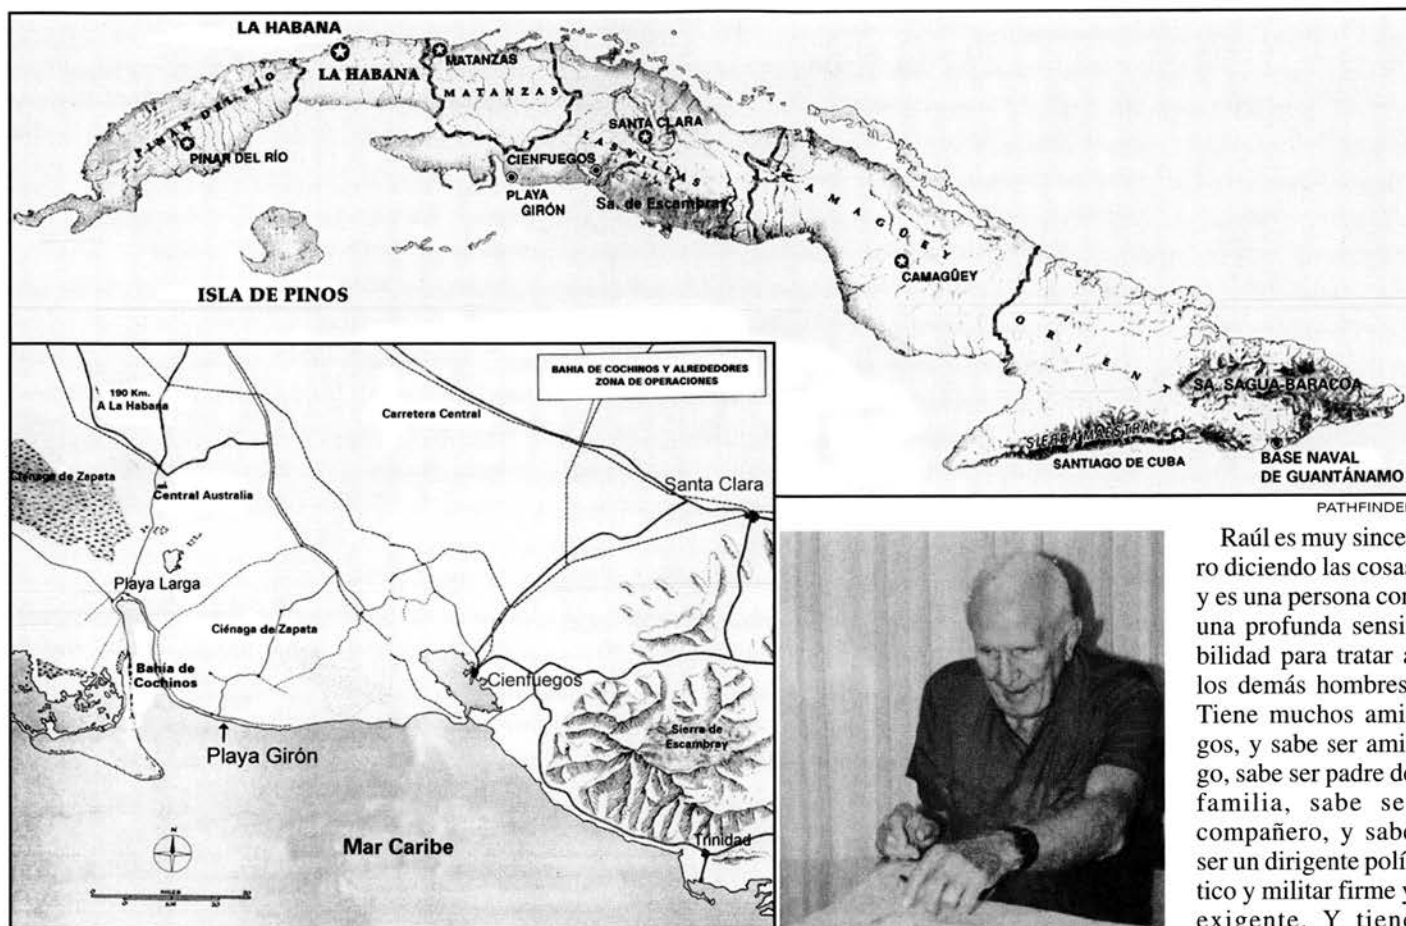 LA HABANA
LA HABANA
MATANZAS
MATANZAS
PINAR DEL RIO
PINAR DEL RÍO
SANTA CLARA
LAS VILLAS
CIENFUEGOS
PLAYA
GIRÓN
Sa. de Escambray
CAMAGÜEY
CAMAGÜEY
ISLA DE PINOS
ORIENTE
SA. SAGUA-BARACOA
SIERRA MAESTRA
SANTIAGO DE CUBA
BASE NAVAL
DE GUANTÁNAMO
BAHIA DE COCHINOS Y ALREDEDORES
ZONA DE OPERACIONES
190 Km.
A La Habana
Carretera Central
Ciénaga de Zapata
Central Australia
Santa Clara
Playa Larga
Ciénaga de Zapata
Bahía de
Cochinos
Cienfuegos
Playa Girón
Sierra de
Escambray
Mar Caribe
Trinidad
N
MILES
PATHFINDER
Raúl es muy since-
ro diciendo las cosas
y es una persona con
una profunda sensi-
bilidad para tratar a
los demás hombres.
Tiene muchos ami-
gos, y sabe ser ami-
go, sabe ser padre de
familia, sabe ser
compañero, y sabe
ser un dirigente polí-
tico y militar firme y
exigente. Y tiene